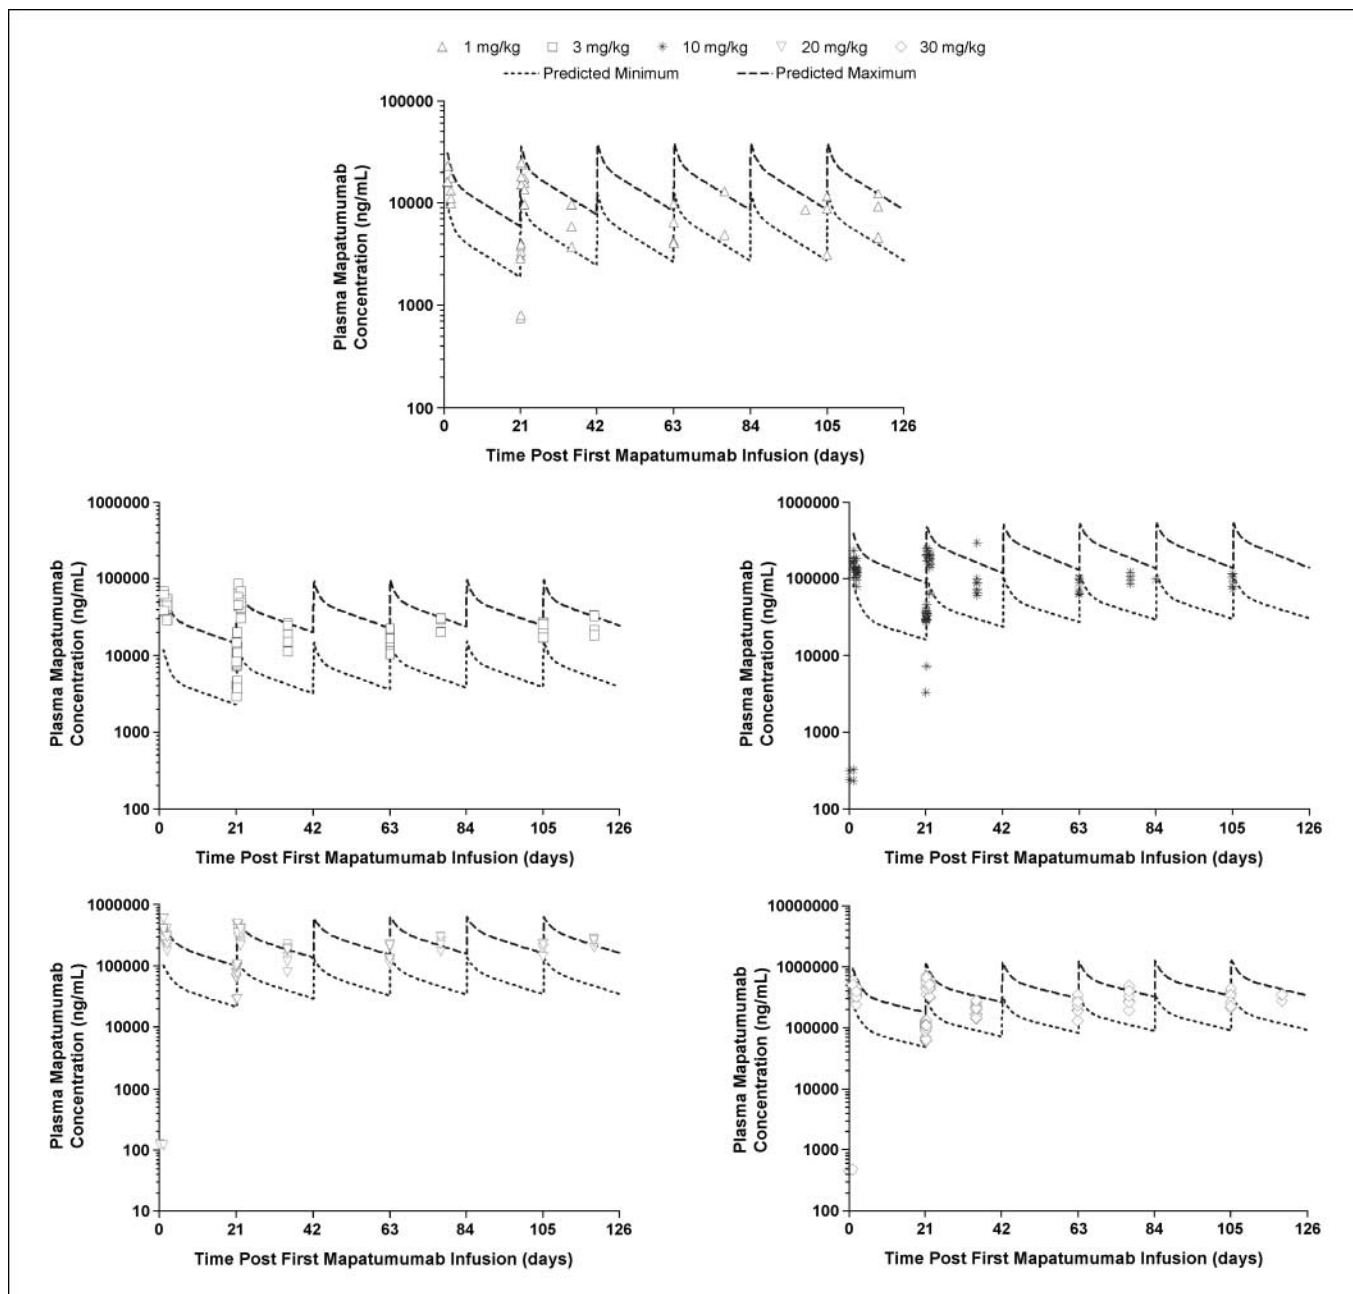 1 mg/kg 3 mg/kg 10 mg/kg 20 mg/kg 30 mg/kg
Predicted Minimum Predicted Maximum
Plasma Mapatumumab
Concentration (ng/mL)
100000
10000
1000
100
0 21 42 63 84 105 126
Time Post First Mapatumumab Infusion (days)
Plasma Mapatumumab
Concentration (ng/mL)
1000000
100000
10000
1000
100
0 21 42 63 84 105 126
Time Post First Mapatumumab Infusion (days)
Plasma Mapatumumab
Concentration (ng/mL)
1000000
100000
10000
1000
100
0 21 42 63 84 105 126
Time Post First Mapatumumab Infusion (days)
Plasma Mapatumumab
Concentration (ng/mL)
1000000
100000
10000
1000
100
10
0 21 42 63 84 105 126
Time Post First Mapatumumab Infusion (days)
Plasma Mapatumumab
Concentration (ng/mL)
10000000
1000000
100000
10000
1000
100
0 21 42 63 84 105 126
Time Post First Mapatumumab Infusion (days)